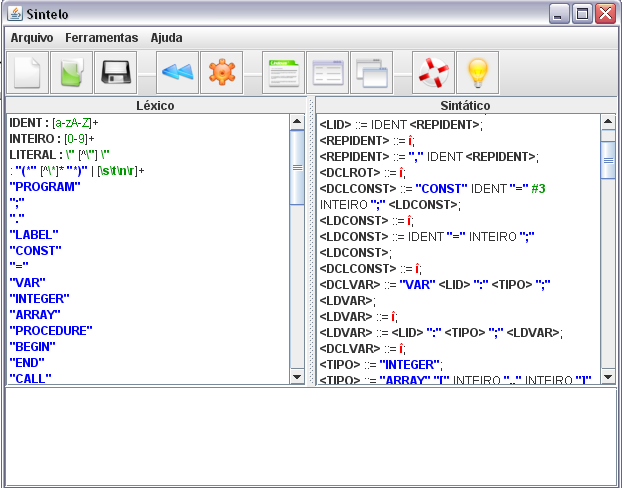 Sintelo
Arquivo Ferramentas Ajuda
Léxico
IDENT : [a-zA-Z]+
INTEIRO : [0-9]+
LITERAL : \" [^\"] \"
: "(*" [^\*]* "*)" | [\s\t\n\r]+
"PROGRAM"
";"
"."
"LABEL"
"CONST"
"="
"VAR"
"INTEGER"
"ARRAY"
"PROCEDURE"
"BEGIN"
"END"
"CALL"
Sintático
<LID> ::= IDENT <REPIDENT>;
<REPIDENT> ::= î;
<REPIDENT> ::= "," IDENT <REPIDENT>;
<DCLROT> ::= î;
<DCLCONST> ::= "CONST" IDENT "=" #3
INTEIRO ";" <LDCONST>;
<LDCONST> ::= î;
<LDCONST> ::= IDENT "=" INTEIRO ";"
<LDCONST>;
<DCLCONST> ::= î;
<DCLVAR> ::= "VAR" <LID> ":" <TIPO> ";"
<LDVAR>;
<LDVAR> ::= î;
<LDVAR> ::= <LID> ":" <TIPO> ";" <LDVAR>;
<DCLVAR> ::= î;
<TIPO> ::= "INTEGER";
<TIPO> ::= "ARRAY" "[" INTEIRO ".." INTEIRO "]"